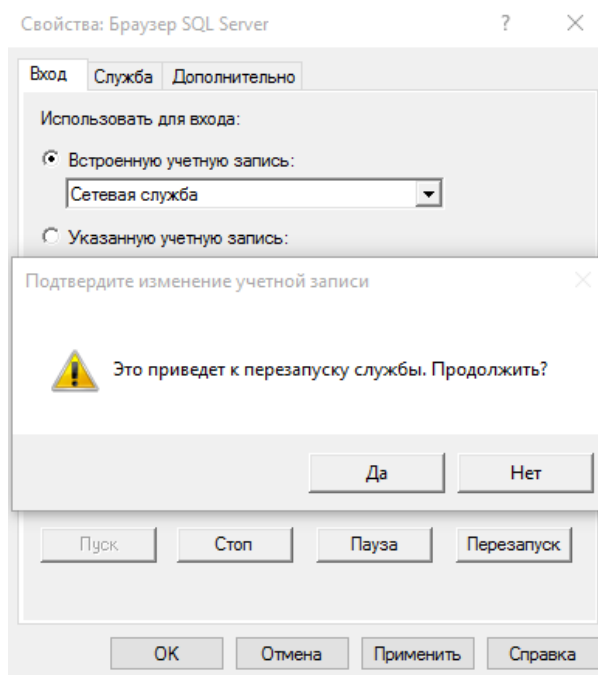 Свойства: Браузер SQL Server ?
Вход Служба Дополнительно
Использовать для входа:
Встроенную учетную запись:
Сетевая служба
Указанную учетную запись:
Подтвердите изменение учетной записи
Это приведет к перезапуску службы. Продолжить?
Да Нет
Пуск Стоп Пауза Перезапуск
ОК Отмена Применить Справка